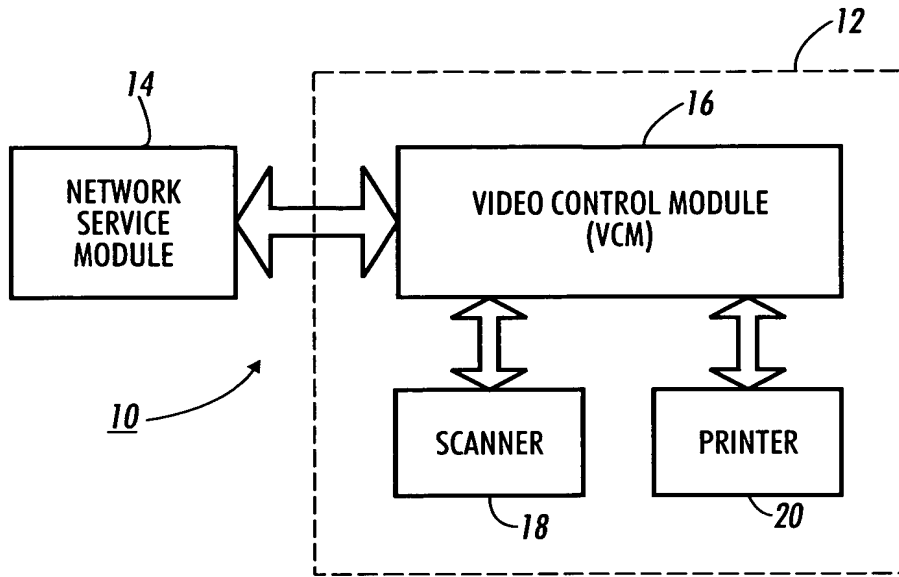 12
14
16
NETWORK
SERVICE
MODULE
VIDEO CONTROL MODULE
(VCM)
10
SCANNER
PRINTER
18
20